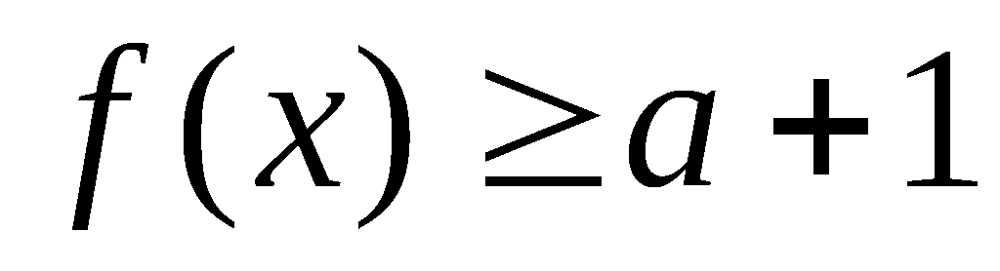 f(x) ≥ a + 1